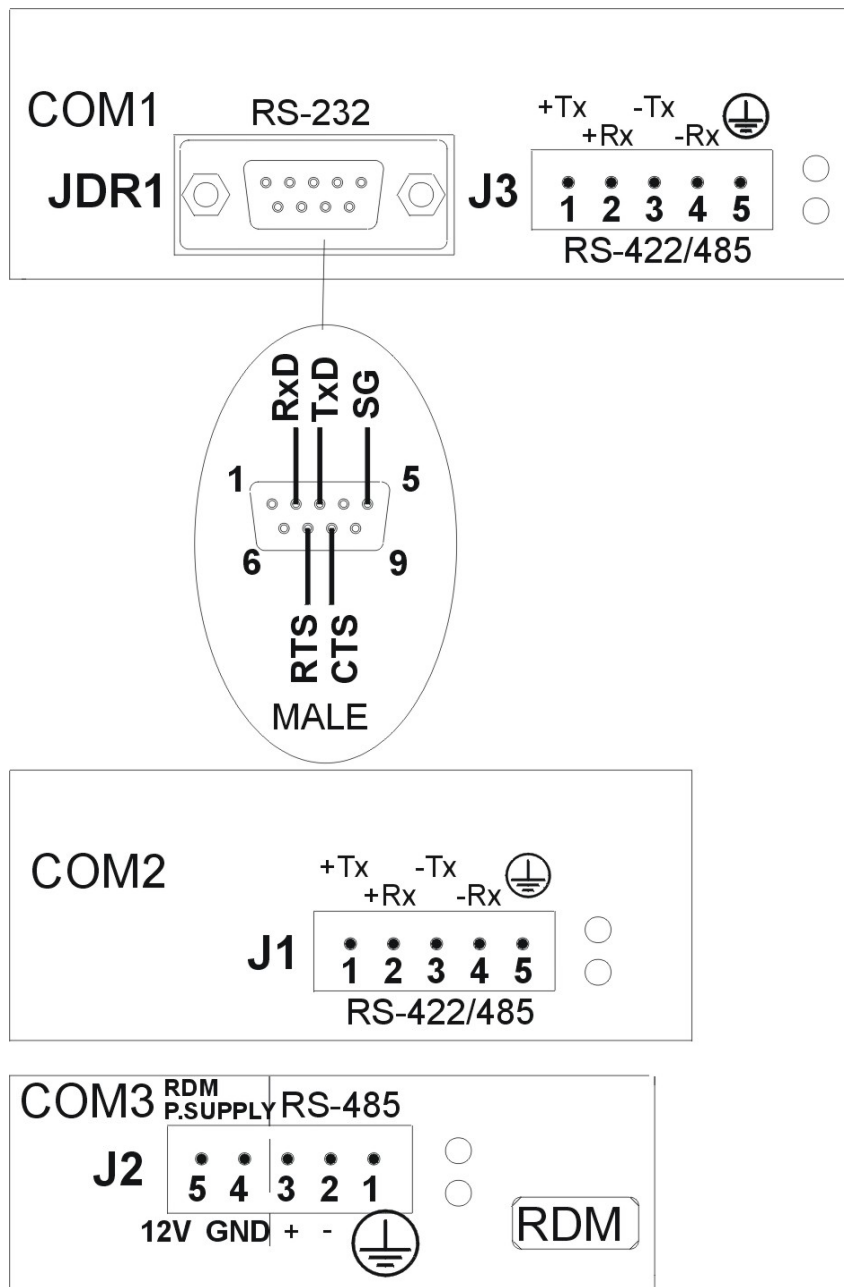 COM1 RS-232 +Tx -Tx
+Rx -Rx
JDR1 J3
1 2 3 4 5
RS-422/485
RxD TxD SG
1 5
6 9
RTS CTS
MALE
COM2 +Tx -Tx
+Rx -Rx
J1
1 2 3 4 5
RS-422/485
COM3 RDM P.SUPPLY RS-485
J2
5 4 3 2 1
12V GND + -
RDM